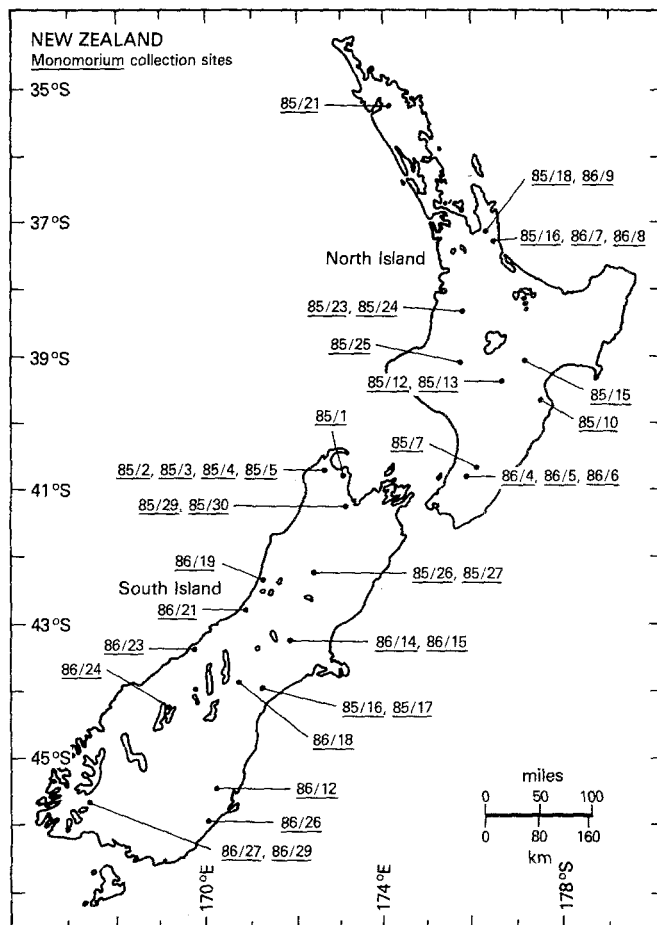 NEW ZEALAND
Monomorium collection sites
35°S
85/21
85/18, 86/9
37°S
85/16, 86/7, 86/8
North Island
85/23, 85/24
85/25
39°S
85/12, 85/13
85/15
85/10
85/1
85/7
85/2, 85/3, 85/4, 85/5
86/4, 86/5, 86/6
41°S
85/29, 85/30
86/19
85/26, 85/27
South Island
86/21
43°S
86/23
86/14, 86/15
86/24
85/16, 85/17
86/18
45°S
miles
0 50 100
86/12
0 80 160
km
86/26
86/27, 86/29
170°E
174°E
178°S